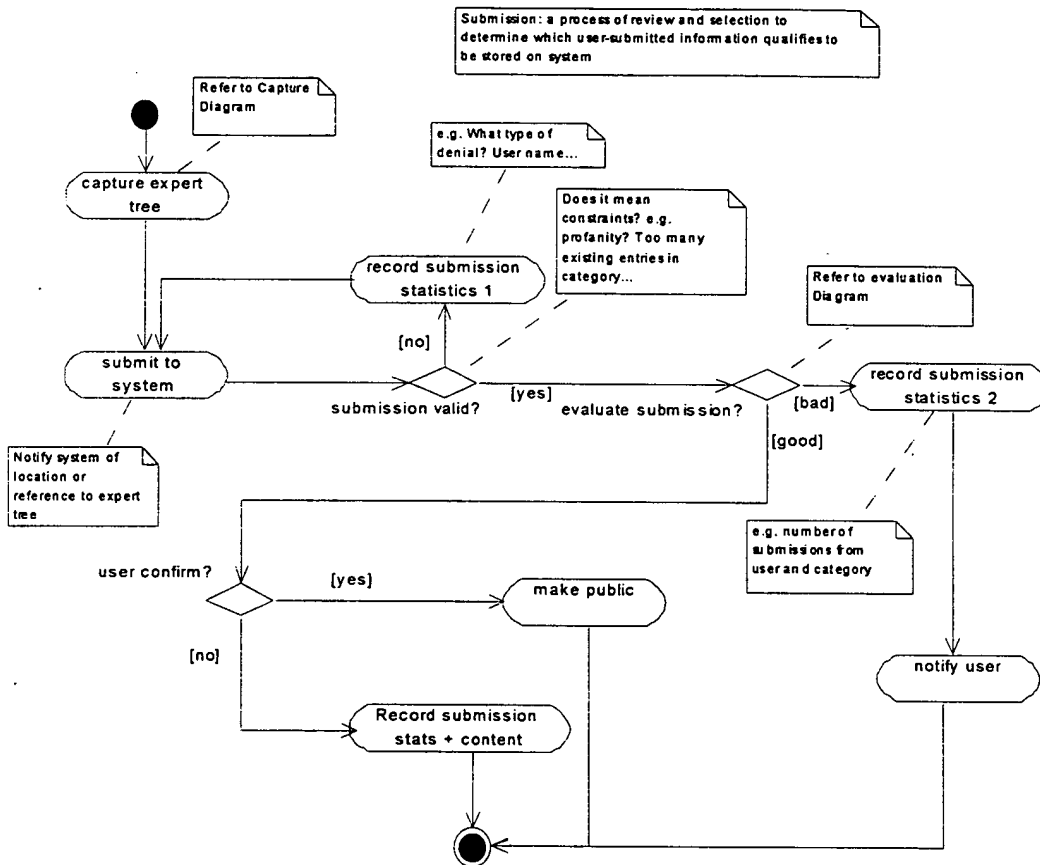 Submission: a process of review and selection to
determine which user-submitted information qualifies to
be stored on system
Refer to Capture
Diagram
e.g. What type of
denial? User name...
capture expert
tree
Does it mean
constraints? e.g.
profanity? Too many
existing entries in
category...
record submission
statistics 1
Refer to evaluation
Diagram
[no]
submit to
system
record submission
statistics 2
[yes]
[bad]
submission valid?
evaluate submission?
[good]
Notify system of
location or
reference to expert
tree
e.g. number of
submissions from
user and category
user confirm?
[yes]
make public
[no]
notify user
Record submission
stats + content